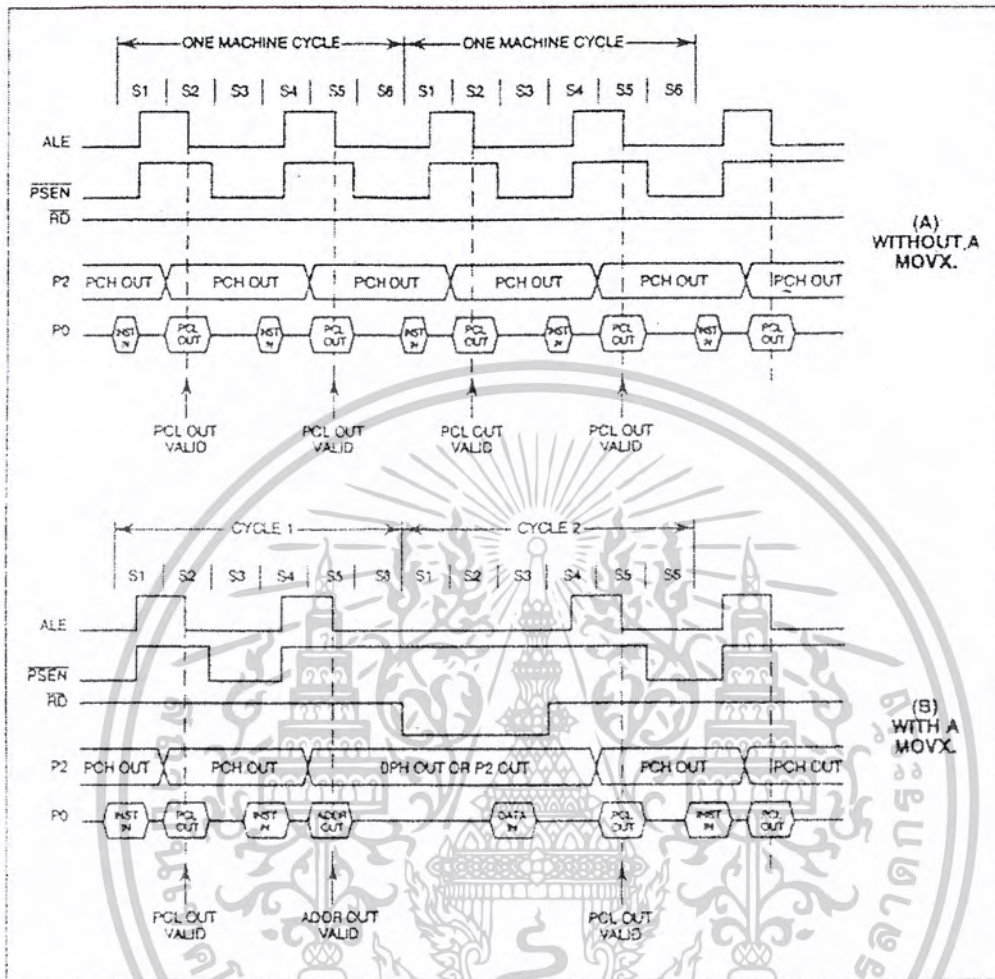 ONE MACHINE CYCLE ONE MACHINE CYCLE
S1 S2 S3 S4 S5 S6 S1 S2 S3 S4 S5 S6
ALE
PSEN
RD
(A)
WITHOUT A
MOVX.
P2 PCH OUT PCH OUT PCH OUT PCH OUT PCH OUT PCH OUT
P0 INST IN PCL OUT INST IN PCL OUT INST IN PCL OUT INST IN PCL OUT INST IN PCL OUT
PCL OUT VALID PCL OUT VALID PCL OUT VALID PCL OUT VALID
CYCLE 1 CYCLE 2
S1 S2 S3 S4 S5 S6 S1 S2 S3 S4 S5 S6
ALE
PSEN
RD
(B)
WITH A
MOVX.
P2 PCH OUT PCH OUT DPH OUT OR P2 OUT PCH OUT PCH OUT
P0 INST IN PCL OUT INST IN ADDR OUT DATA IN PCL OUT INST IN PCL OUT
PCL OUT VALID ADDR OUT VALID PCL OUT VALID